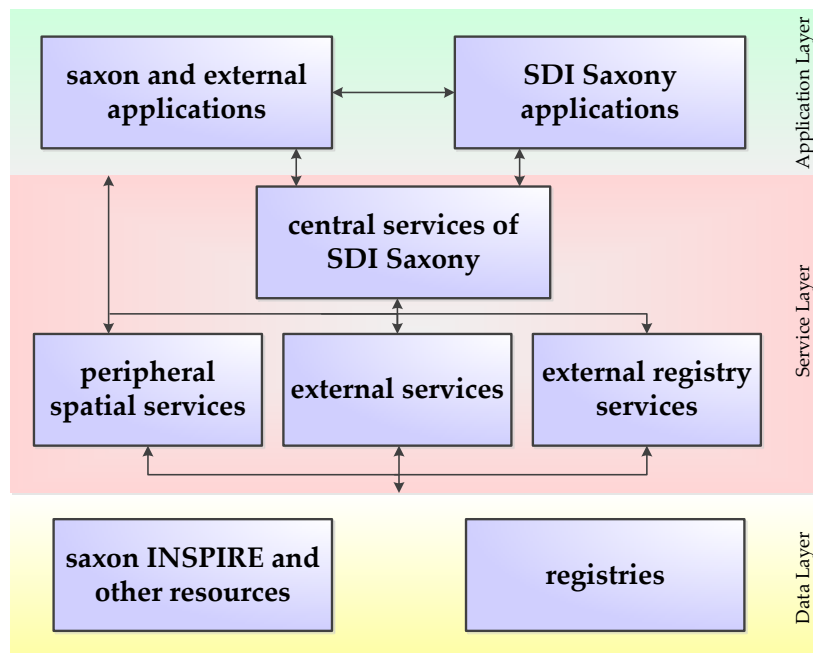 saxon and external
applications
SDI Saxony
applications
Application Layer
central services of
SDI Saxony
Service Layer
peripheral
spatial services
external services
external registry
services
saxon INSPIRE and
other resources
registries
Data Layer